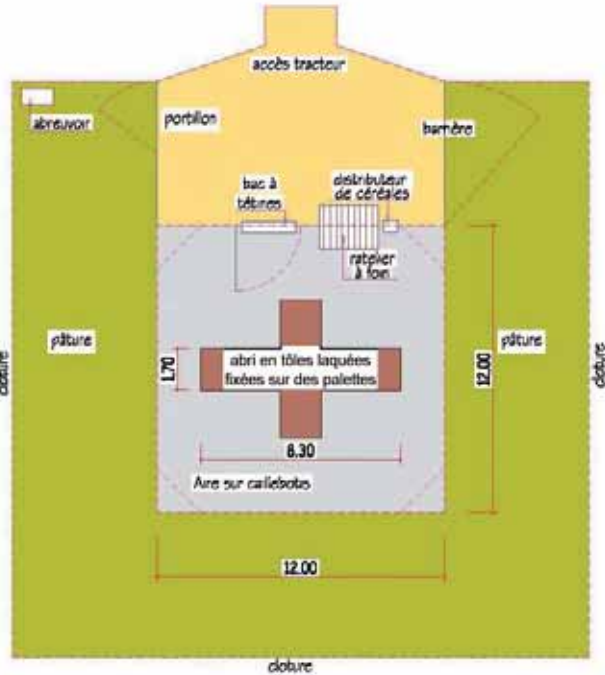 accès tracteur
abreuvoir
portillon
barrière
bac à
tétines
distributeur
de céréales
ratelier
à foin
pâture
pâture
cloture
cloture
1.70
abri en tôles laquées
fixées sur des palettes
12.00
8.30
Aire sur caillebotis
12.00
cloture